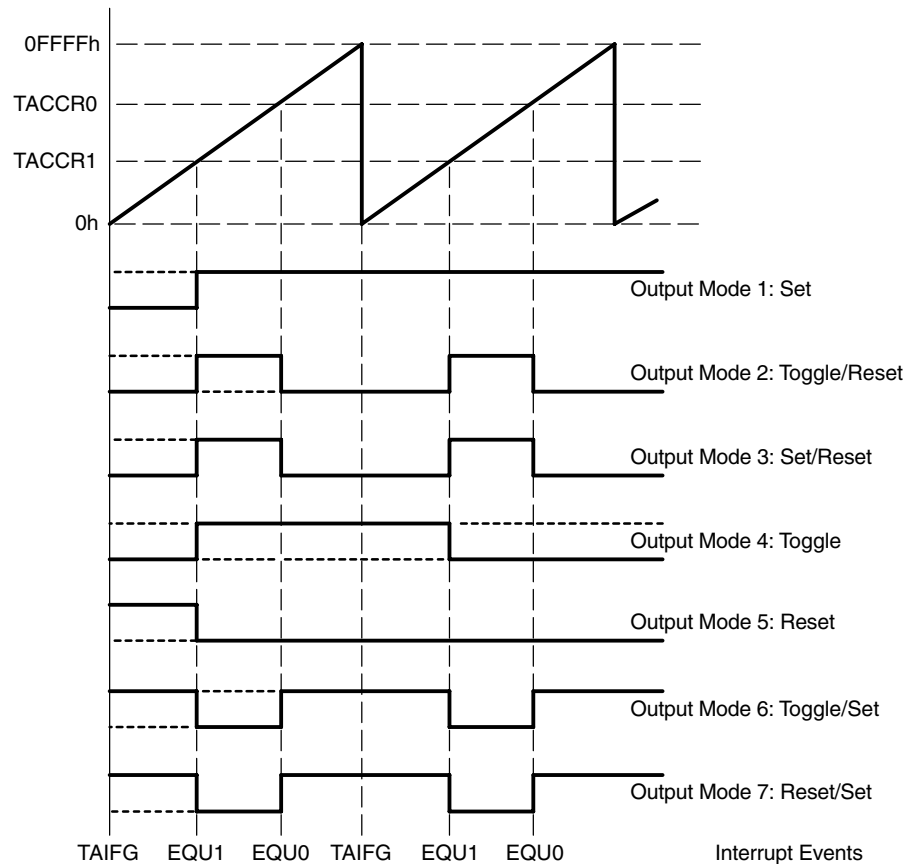 0FFFFh
TACCR0
TACCR1
0h
Output Mode 1: Set
Output Mode 2: Toggle/Reset
Output Mode 3: Set/Reset
Output Mode 4: Toggle
Output Mode 5: Reset
Output Mode 6: Toggle/Set
Output Mode 7: Reset/Set
TAIFG EQU1 EQU0 TAIFG EQU1 EQU0 Interrupt Events